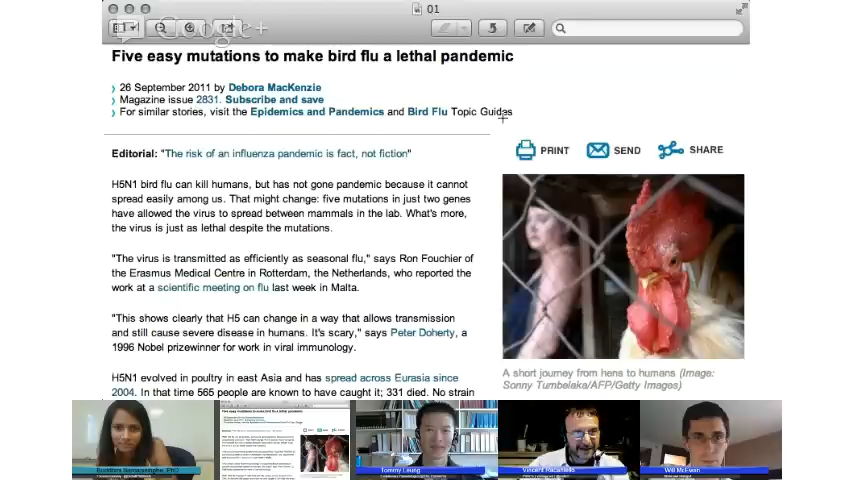 01
Google+
Five easy mutations to make bird flu a lethal pandemic
26 September 2011 by Debora MacKenzie
Magazine issue 2831. Subscribe and save
For similar stories, visit the Epidemics and Pandemics and Bird Flu Topic Guides
Editorial: "The risk of an influenza pandemic is fact, not fiction"
PRINT SEND SHARE
H5N1 bird flu can kill humans, but has not gone pandemic because it cannot
spread easily among us. That might change: five mutations in just two genes
have allowed the virus to spread between mammals in the lab. What's more,
the virus is just as lethal despite the mutations.
"The virus is transmitted as efficiently as seasonal flu," says Ron Fouchier of
the Erasmus Medical Centre in Rotterdam, the Netherlands, who reported the
work at a scientific meeting on flu last week in Malta.
"This shows clearly that H5 can change in a way that allows transmission
and still cause severe disease in humans. It's scary," says Peter Doherty, a
1996 Nobel prizewinner for work in viral immunology.
H5N1 evolved in poultry in east Asia and has spread across Eurasia since
2004. In that time 565 people are known to have caught it; 331 died. No strain
A short journey from hens to humans (Image:
Sonny Tumbelaka/AFP/Getty Images)
Tommy Leung
Vincent Racaniello
Will McEwan